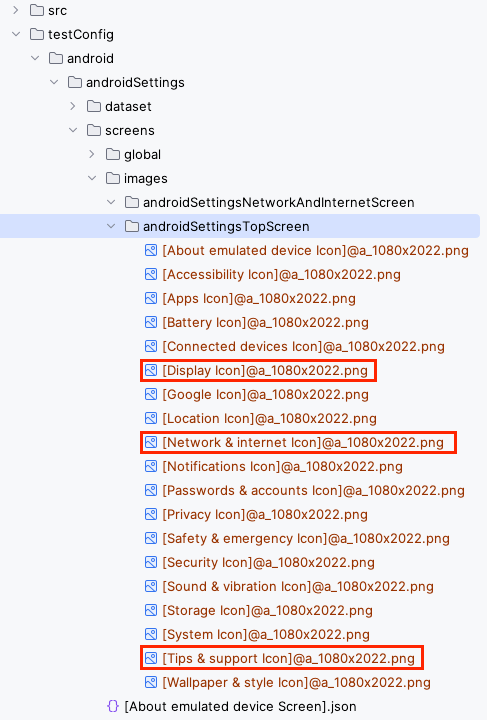 src
testConfig
android
androidSettings
dataset
screens
global
images
androidSettingsNetworkAndInternetScreen
androidSettingsTopScreen
[About emulated device Icon]@a_1080x2022.png
[Accessibility Icon]@a_1080x2022.png
[Apps Icon]@a_1080x2022.png
[Battery Icon]@a_1080x2022.png
[Connected devices Icon]@a_1080x2022.png
[Display Icon]@a_1080x2022.png
[Google Icon]@a_1080x2022.png
[Location Icon]@a_1080x2022.png
[Network & internet Icon]@a_1080x2022.png
[Notifications Icon]@a_1080x2022.png
[Passwords & accounts Icon]@a_1080x2022.png
[Privacy Icon]@a_1080x2022.png
[Safety & emergency Icon]@a_1080x2022.png
[Security Icon]@a_1080x2022.png
[Sound & vibration Icon]@a_1080x2022.png
[Storage Icon]@a_1080x2022.png
[System Icon]@a_1080x2022.png
[Tips & support Icon]@a_1080x2022.png
[Wallpaper & style Icon]@a_1080x2022.png
{} [About emulated device Screen].json